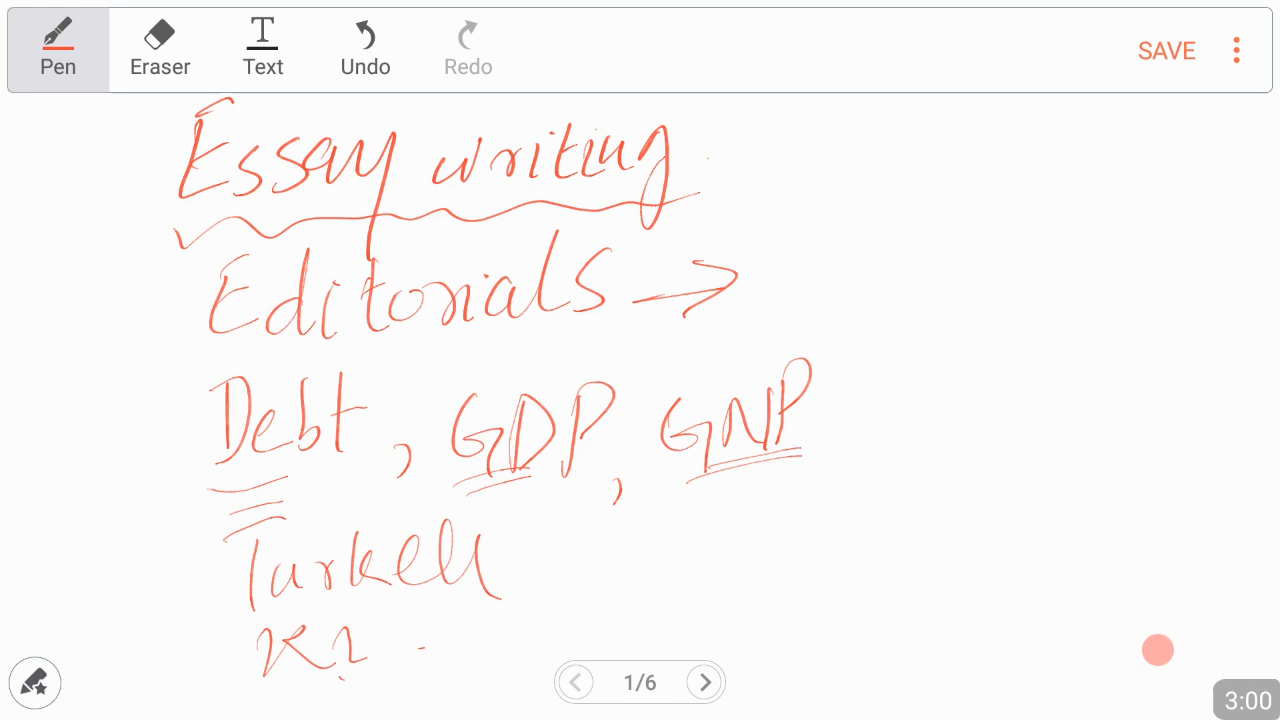 Pen Eraser Text Undo Redo SAVE
Essay writing
Editorials →
Debt, GDP, GNP
1/6
3:00